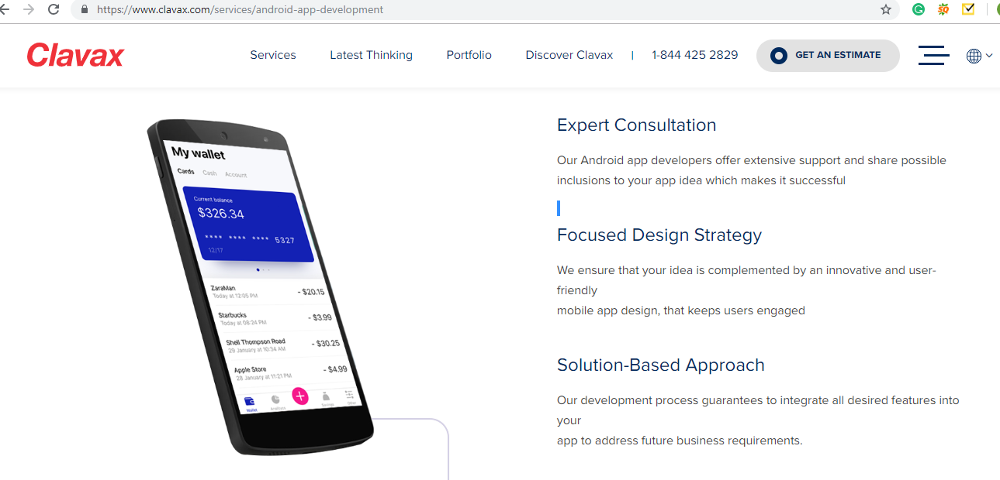 https://www.clavax.com/services/android-app-development
Clavax
Services
Latest Thinking
Portfolio
Discover Clavax
|
1-844 425 2829
GET AN ESTIMATE
My wallet
Cards Cash Account
Current balance
$326.34
**** **** **** 5327
12/17
ZaraMan
Today at 12:05 PM
- $20.15
Starbucks
Today at 08:24 PM
- $3.99
Shell Thompson Road
29 January at 10:34 AM
- $30.25
Apple Store
28 January at 11:21 PM
- $4.99
Wallet
Analysis
Savings
Other
Expert Consultation
Our Android app developers offer extensive support and share possible
inclusions to your app idea which makes it successful
Focused Design Strategy
We ensure that your idea is complemented by an innovative and user-
friendly
mobile app design, that keeps users engaged
Solution-Based Approach
Our development process guarantees to integrate all desired features into
your
app to address future business requirements.